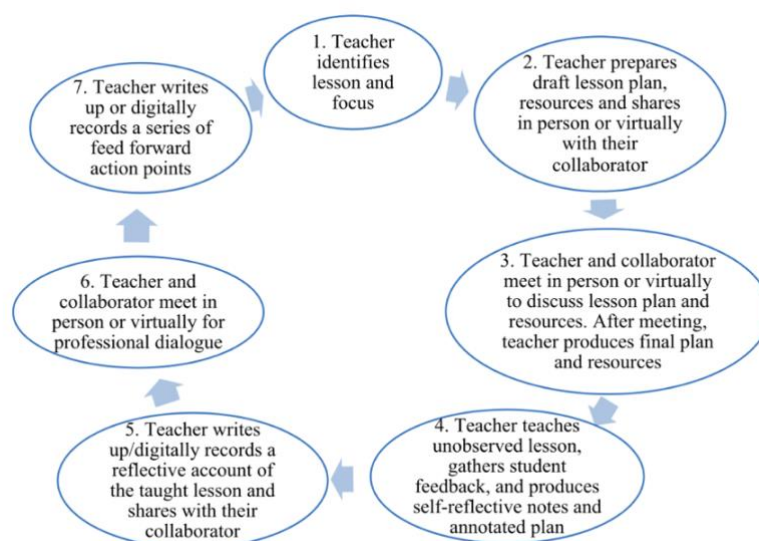 1. Teacher
identifies
lesson and
focus
2. Teacher prepares
draft lesson plan,
resources and shares
in person or virtually
with their
collaborator
3. Teacher and collaborator
meet in person or virtually
to discuss lesson plan and
resources. After meeting,
teacher produces final plan
and resources
4. Teacher teaches
unobserved lesson,
gathers student
feedback, and produces
self-reflective notes and
annotated plan
5. Teacher writes
up/digitally records a
reflective account of
the taught lesson and
shares with their
collaborator
6. Teacher and
collaborator meet in
person or virtually for
professional dialogue
7. Teacher writes
up or digitally
records a series of
feed forward
action points